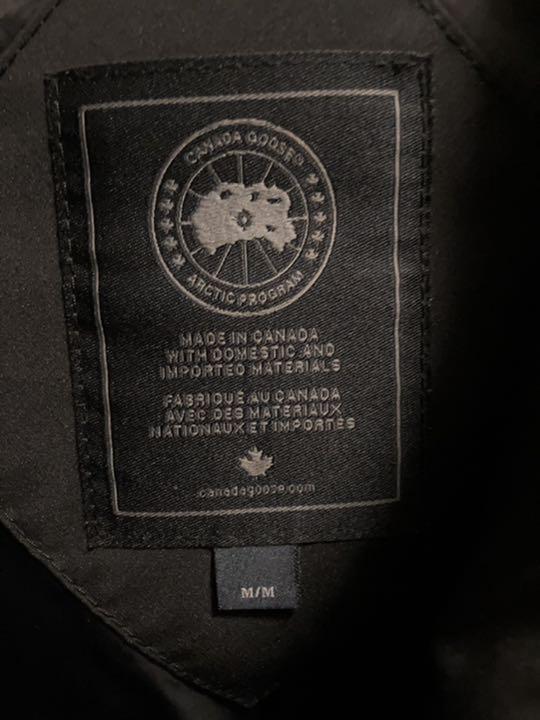 CANADA GOOSE®
ARCTIC PROGRAM
MADE IN CANADA
WITH DOMESTIC AND
IMPORTED MATERIALS
FABRIQUÉ AU CANADA
AVEC DES MATERIAUX
NATIONAUX ET IMPORTÉS
canadagoose.com
M/M